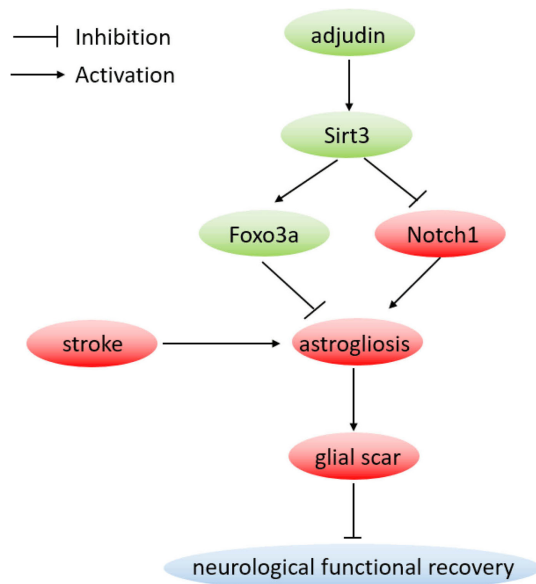 Inhibition
Activation
adjudin
Sirt3
Foxo3a
Notch1
stroke
astrogliosis
glial scar
neurological functional recovery